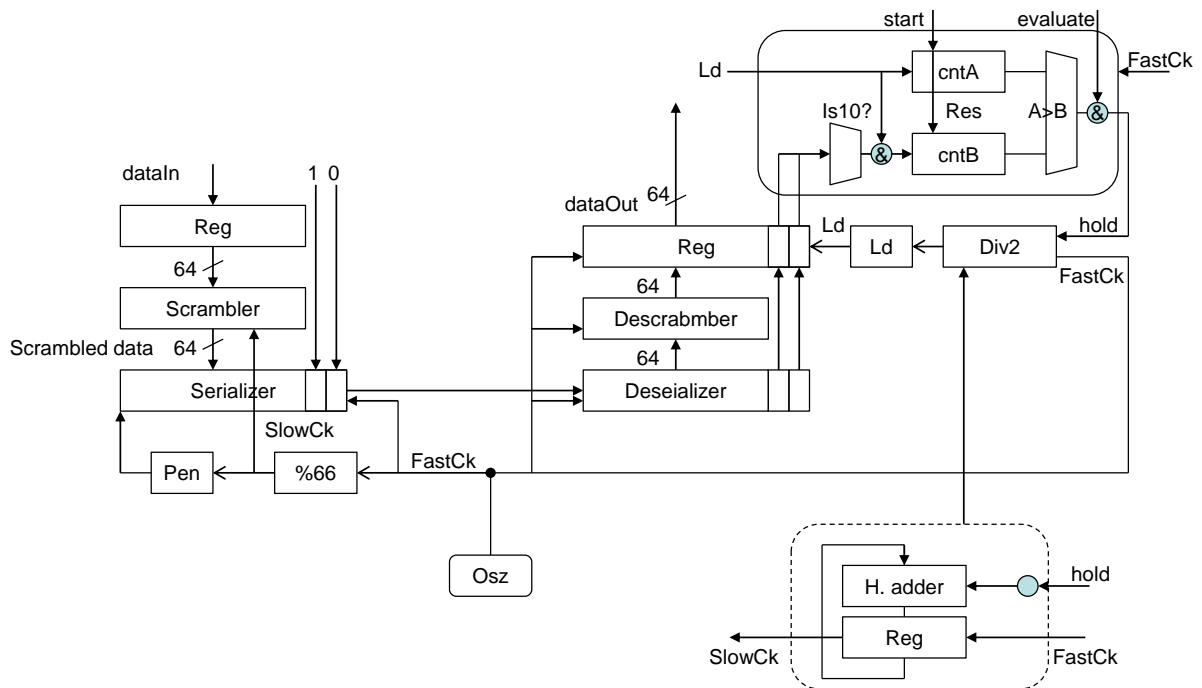 start
evaluate
FastCk
Ld
cntA
Is10?
Res
A>B
&
&
cntB
dataIn
1 0
64
dataOut
Reg
Reg
Ld
Ld
Div2
hold
FastCk
64
64
Scrambler
Descrabmber
Scrambled data
64
64
Serializer
Deseializer
SlowCk
Pen
%66
FastCk
Osz
H. adder
hold
Reg
SlowCk
FastCk